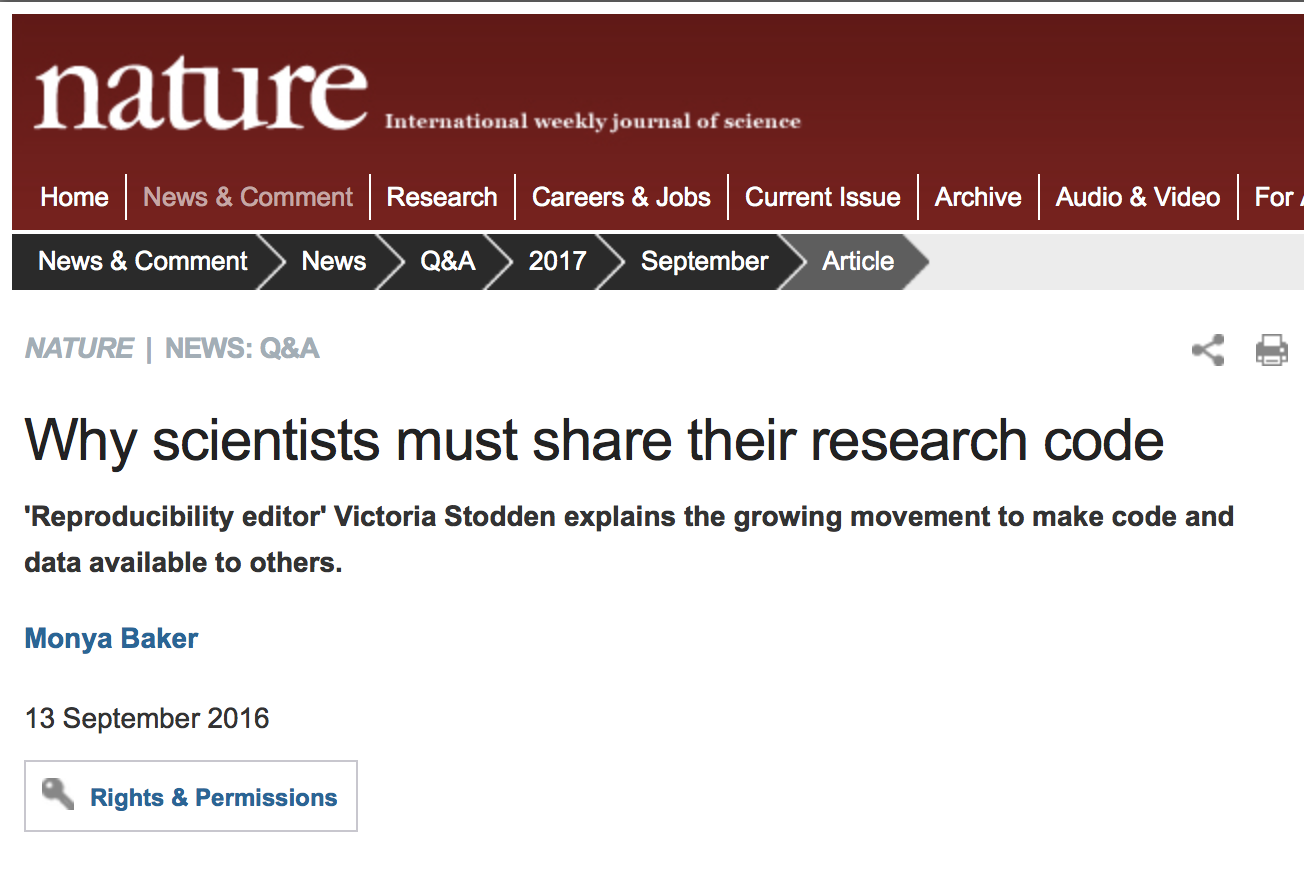 nature International weekly journal of science
Home News & Comment Research Careers & Jobs Current Issue Archive Audio & Video For
News & Comment News Q&A 2017 September Article
NATURE | NEWS: Q&A
Why scientists must share their research code
'Reproducibility editor' Victoria Stodden explains the growing movement to make code and
data available to others.
Monya Baker
13 September 2016
Rights & Permissions